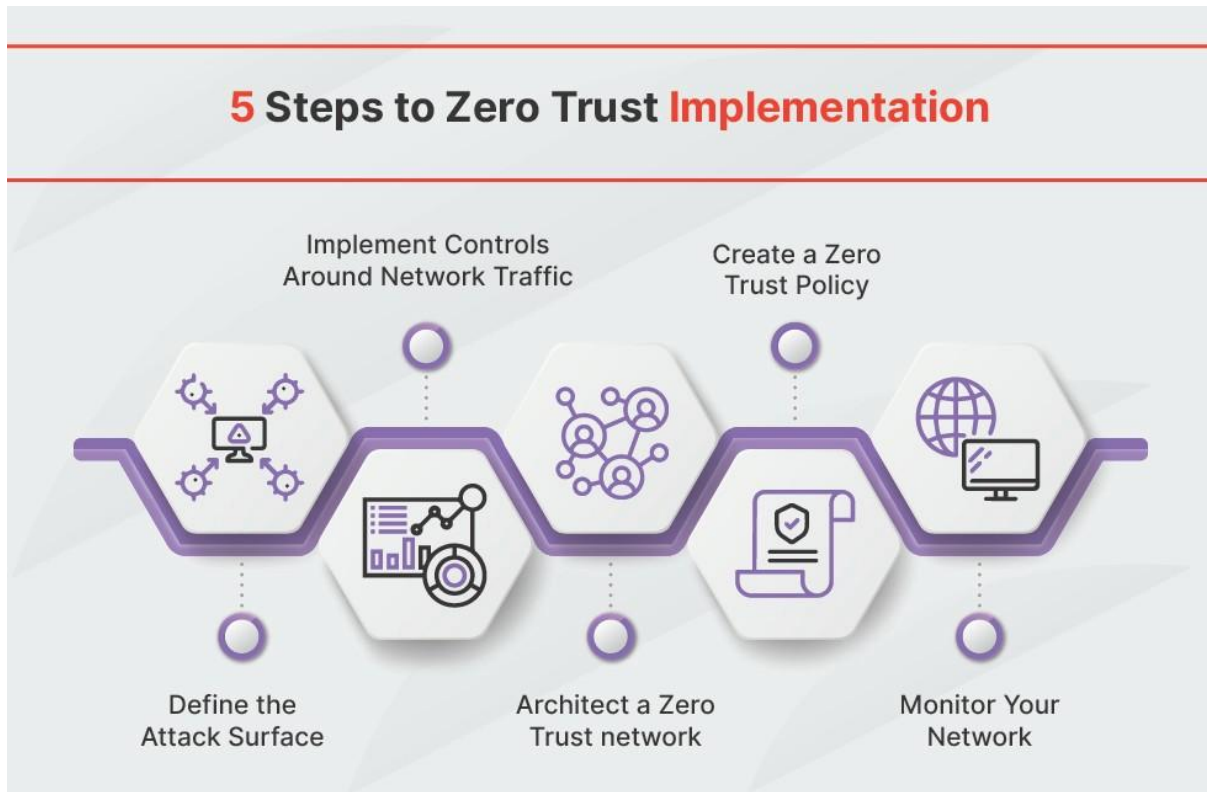 5 Steps to Zero Trust Implementation
Define the
Attack Surface
Implement Controls
Around Network Traffic
Architect a Zero
Trust network
Create a Zero
Trust Policy
Monitor Your
Network